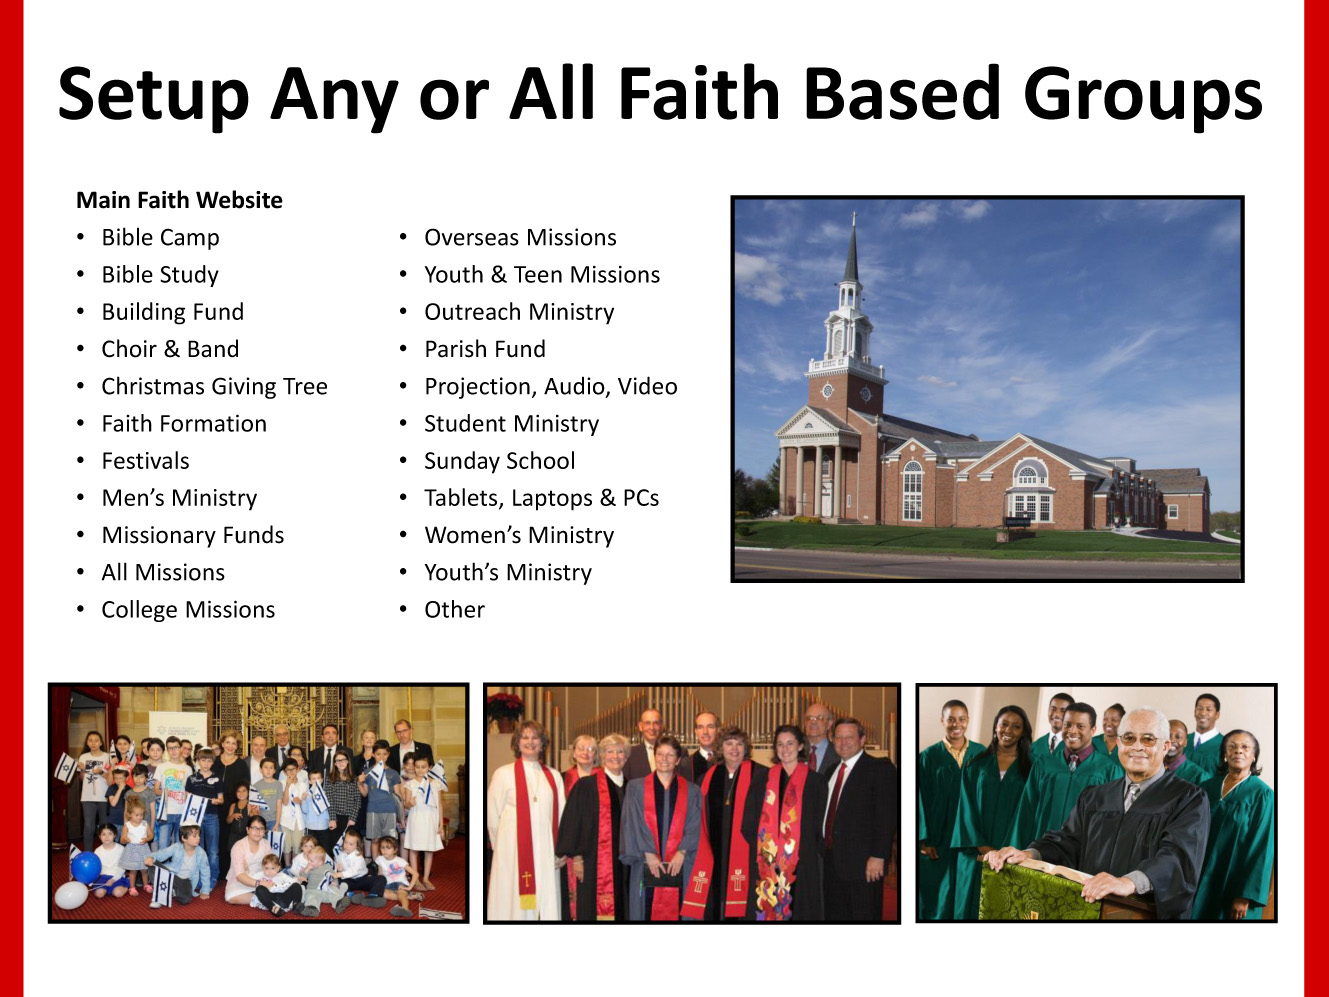 Setup Any or All Faith Based Groups
Main Faith Website
• Bible Camp
• Bible Study
• Building Fund
• Choir & Band
• Christmas Giving Tree
• Faith Formation
• Festivals
• Men’s Ministry
• Missionary Funds
• All Missions
• College Missions
• Overseas Missions
• Youth & Teen Missions
• Outreach Ministry
• Parish Fund
• Projection, Audio, Video
• Student Ministry
• Sunday School
• Tablets, Laptops & PCs
• Women’s Ministry
• Youth’s Ministry
• Other